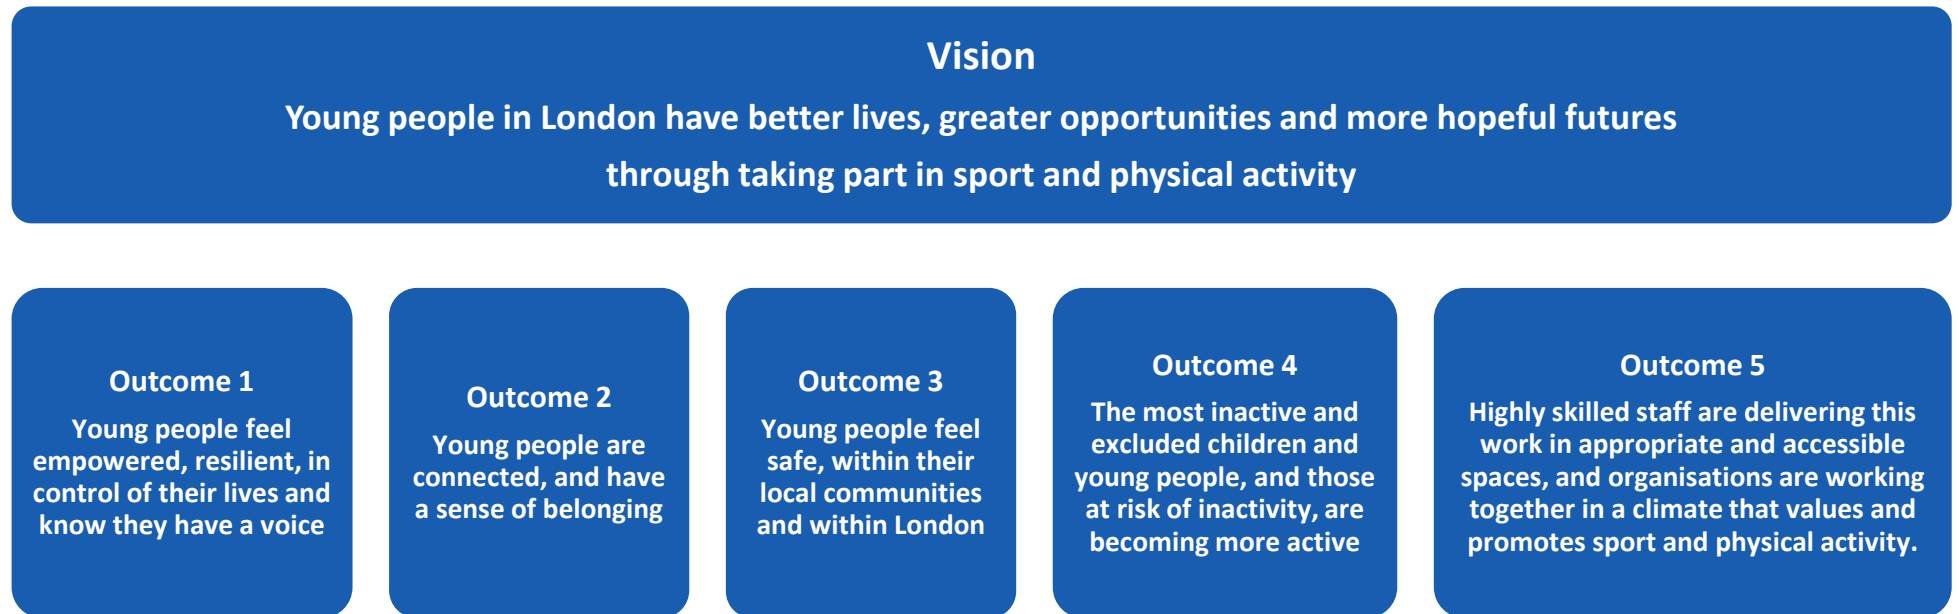 Vision
Young people in London have better lives, greater opportunities and more hopeful futures
through taking part in sport and physical activity
Outcome 1
Young people feel
empowered, resilient, in
control of their lives and
know they have a voice
Outcome 2
Young people are
connected, and have
a sense of belonging
Outcome 3
Young people feel
safe, within their
local communities
and within London
Outcome 4
The most inactive and
excluded children and
young people, and those
at risk of inactivity, are
becoming more active
Outcome 5
Highly skilled staff are delivering this
work in appropriate and accessible
spaces, and organisations are working
together in a climate that values and
promotes sport and physical activity.